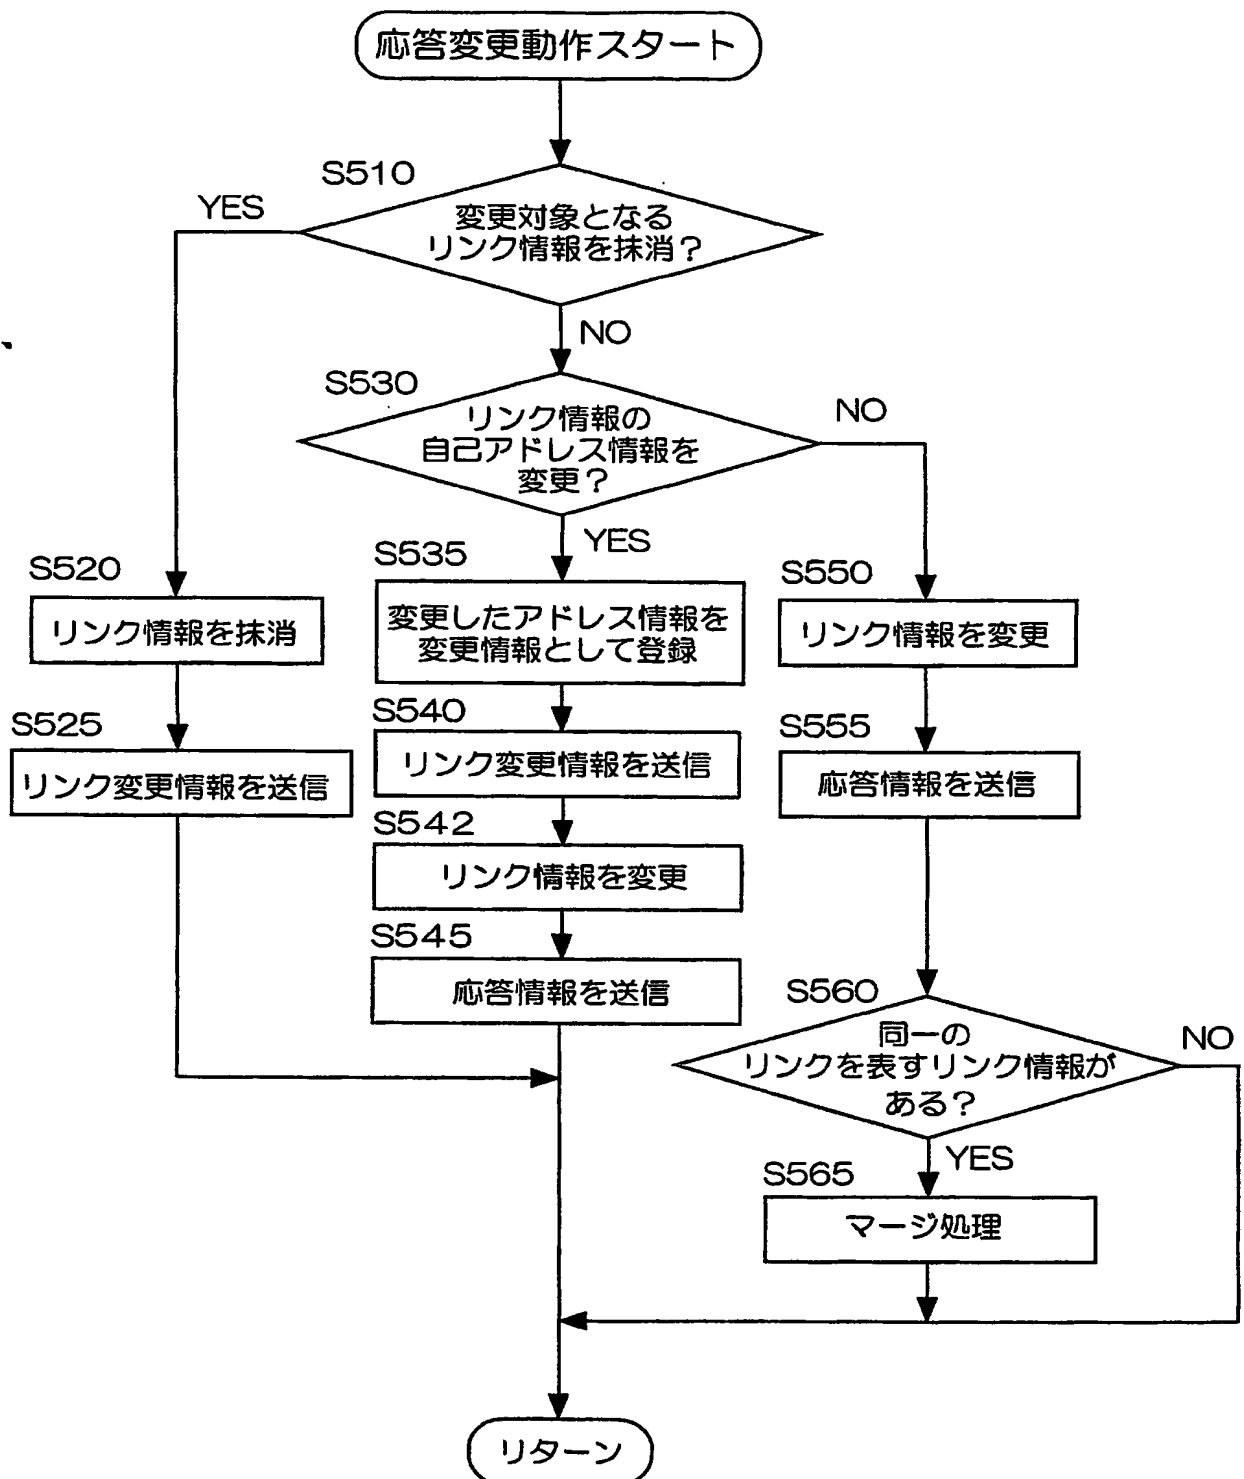 応答変更動作スタート
S510
YES
変更対象となる
リンク情報を抹消？
NO
S530
NO
リンク情報の
自己アドレス情報を
変更？
YES
S520
リンク情報を抹消
S535
変更したアドレス情報を
変更情報として登録
S550
リンク情報を変更
S525
リンク変更情報を送信
S540
リンク変更情報を送信
S555
応答情報を送信
S542
リンク情報を変更
S545
応答情報を送信
S560
同一の
リンクを表すリンク情報が
ある？
NO
YES
S565
マージ処理
リターン